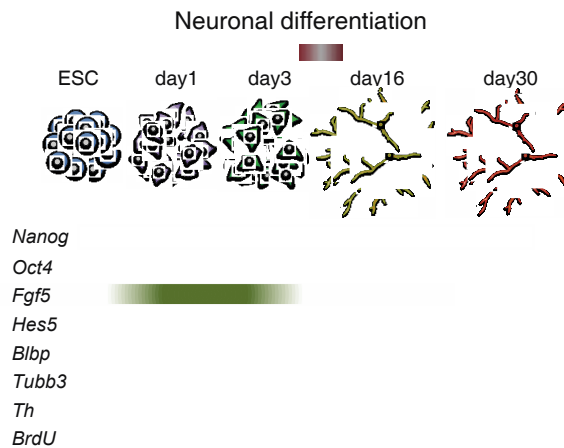 Neuronal differentiation
ESC day1 day3 day16 day30
Nanog
Oct4
Fgf5
Hes5
Blbp
Tubb3
Th
BrdU